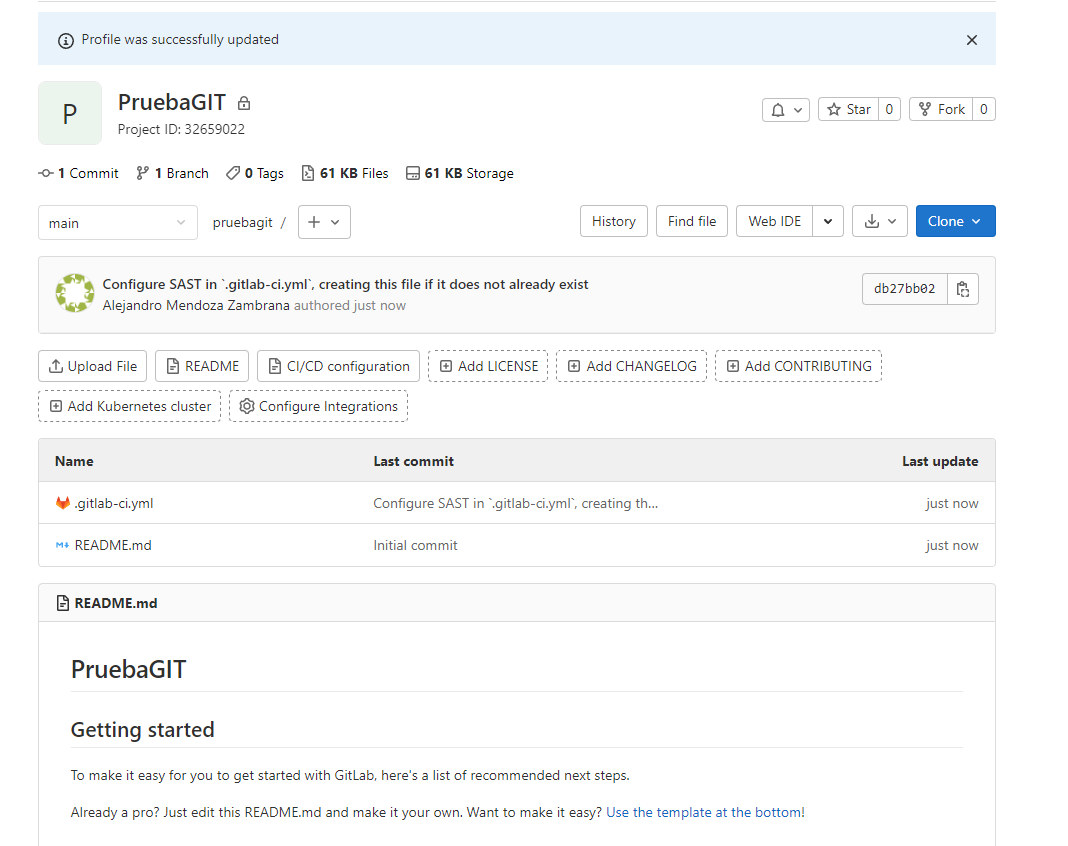 Profile was successfully updated
P
PruebaGIT
Project ID: 32659022
Star 0 Fork 0
1 Commit 1 Branch 0 Tags 61 KB Files 61 KB Storage
main pruebagit / + History Find file Web IDE Clone
Configure SAST in `.gitlab-ci.yml`, creating this file if it does not already exist
Alejandro Mendoza Zambrana authored just now
db27bb02
Upload File README CI/CD configuration Add LICENSE Add CHANGELOG Add CONTRIBUTING
Add Kubernetes cluster Configure Integrations
Name Last commit Last update
.gitlab-ci.yml Configure SAST in `.gitlab-ci.yml`, creating th... just now
README.md Initial commit just now
README.md
PruebaGIT
Getting started
To make it easy for you to get started with GitLab, here's a list of recommended next steps.
Already a pro? Just edit this README.md and make it your own. Want to make it easy? Use the template at the bottom!